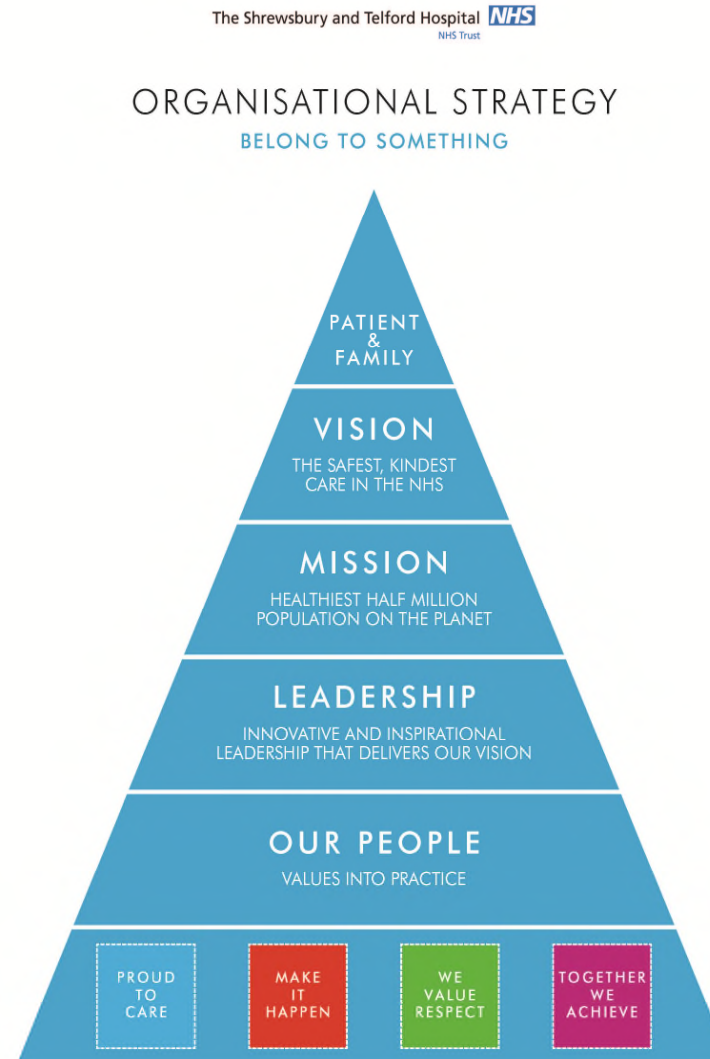 The Shrewsbury and Telford Hospital NHS
NHS Trust
ORGANISATIONAL STRATEGY
BELONG TO SOMETHING
PATIENT
&
FAMILY
VISION
THE SAFEST, KINDEST
CARE IN THE NHS
MISSION
HEALTHIEST HALF MILLION
POPULATION ON THE PLANET
LEADERSHIP
INNOVATIVE AND INSPIRATIONAL
LEADERSHIP THAT DELIVERS OUR VISION
OUR PEOPLE
VALUES INTO PRACTICE
PROUD
TO
CARE
MAKE
IT
HAPPEN
WE
VALUE
RESPECT
TOGETHER
WE
ACHIEVE